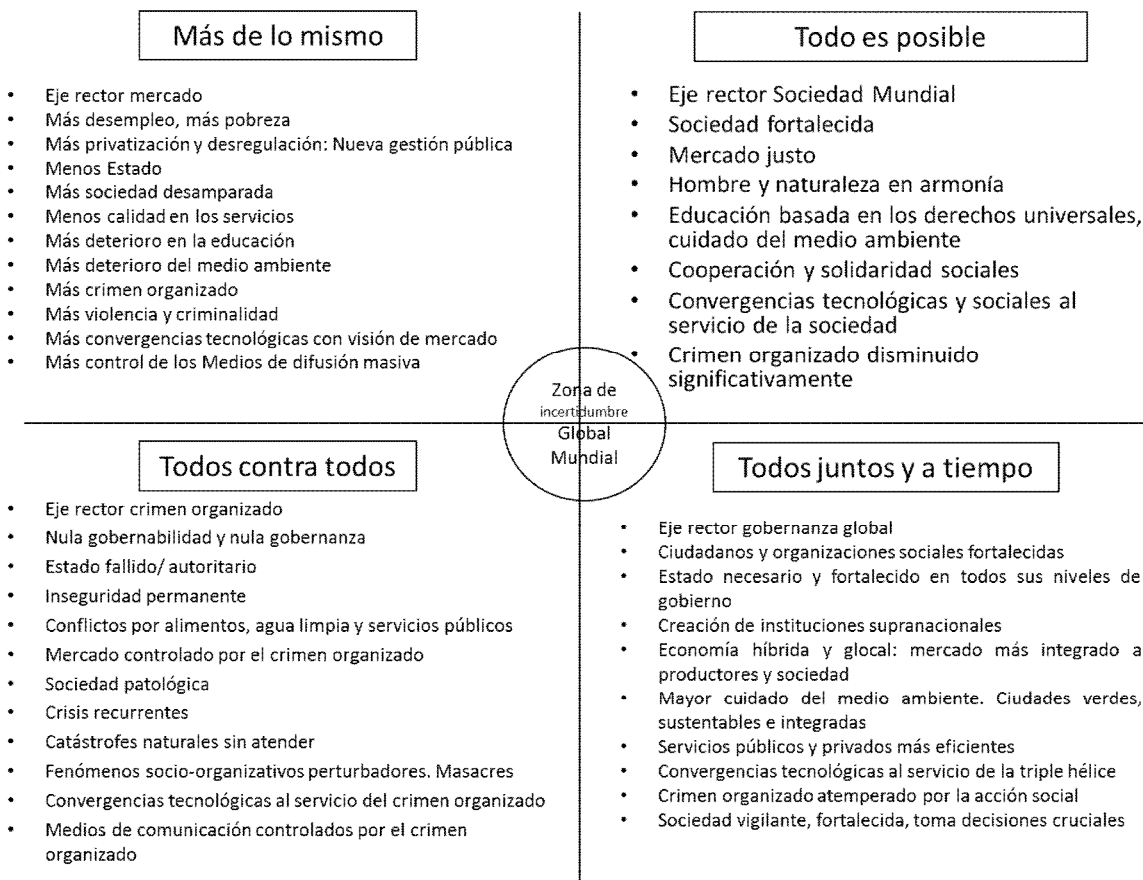 Más de lo mismo
• Eje rector mercado
• Más desempleo, más pobreza
• Más privatización y desregulación: Nueva gestión pública
• Menos Estado
• Más sociedad desamparada
• Menos calidad en los servicios
• Más deterioro en la educación
• Más deterioro del medio ambiente
• Más crimen organizado
• Más violencia y criminalidad
• Más convergencias tecnológicas con visión de mercado
• Más control de los Medios de difusión masiva
Todo es posible
• Eje rector Sociedad Mundial
• Sociedad fortalecida
• Mercado justo
• Hombre y naturaleza en armonía
• Educación basada en los derechos universales,
cuidado del medio ambiente
• Cooperación y solidaridad sociales
• Convergencias tecnológicas y sociales al
servicio de la sociedad
• Crimen organizado disminuido
significativamente
Zona de
incertidumbre
Global
Mundial
Todos contra todos
• Eje rector crimen organizado
• Nula gobernabilidad y nula gobernanza
• Estado fallido/ autoritario
• Inseguridad permanente
• Conflictos por alimentos, agua limpia y servicios públicos
• Mercado controlado por el crimen organizado
• Sociedad patológica
• Crisis recurrentes
• Catástrofes naturales sin atender
• Fenómenos socio-organizativos perturbadores. Masacres
• Convergencias tecnológicas al servicio del crimen organizado
• Medios de comunicación controlados por el crimen
organizado
Todos juntos y a tiempo
• Eje rector gobernanza global
• Ciudadanos y organizaciones sociales fortalecidas
• Estado necesario y fortalecido en todos sus niveles de
gobierno
• Creación de instituciones supranacionales
• Economía híbrida y glocal: mercado más integrado a
productores y sociedad
• Mayor cuidado del medio ambiente. Ciudades verdes,
sustentables e integradas
• Servicios públicos y privados más eficientes
• Convergencias tecnológicas al servicio de la triple hélice
• Crimen organizado atemperado por la acción social
• Sociedad vigilante, fortalecida, toma decisiones cruciales